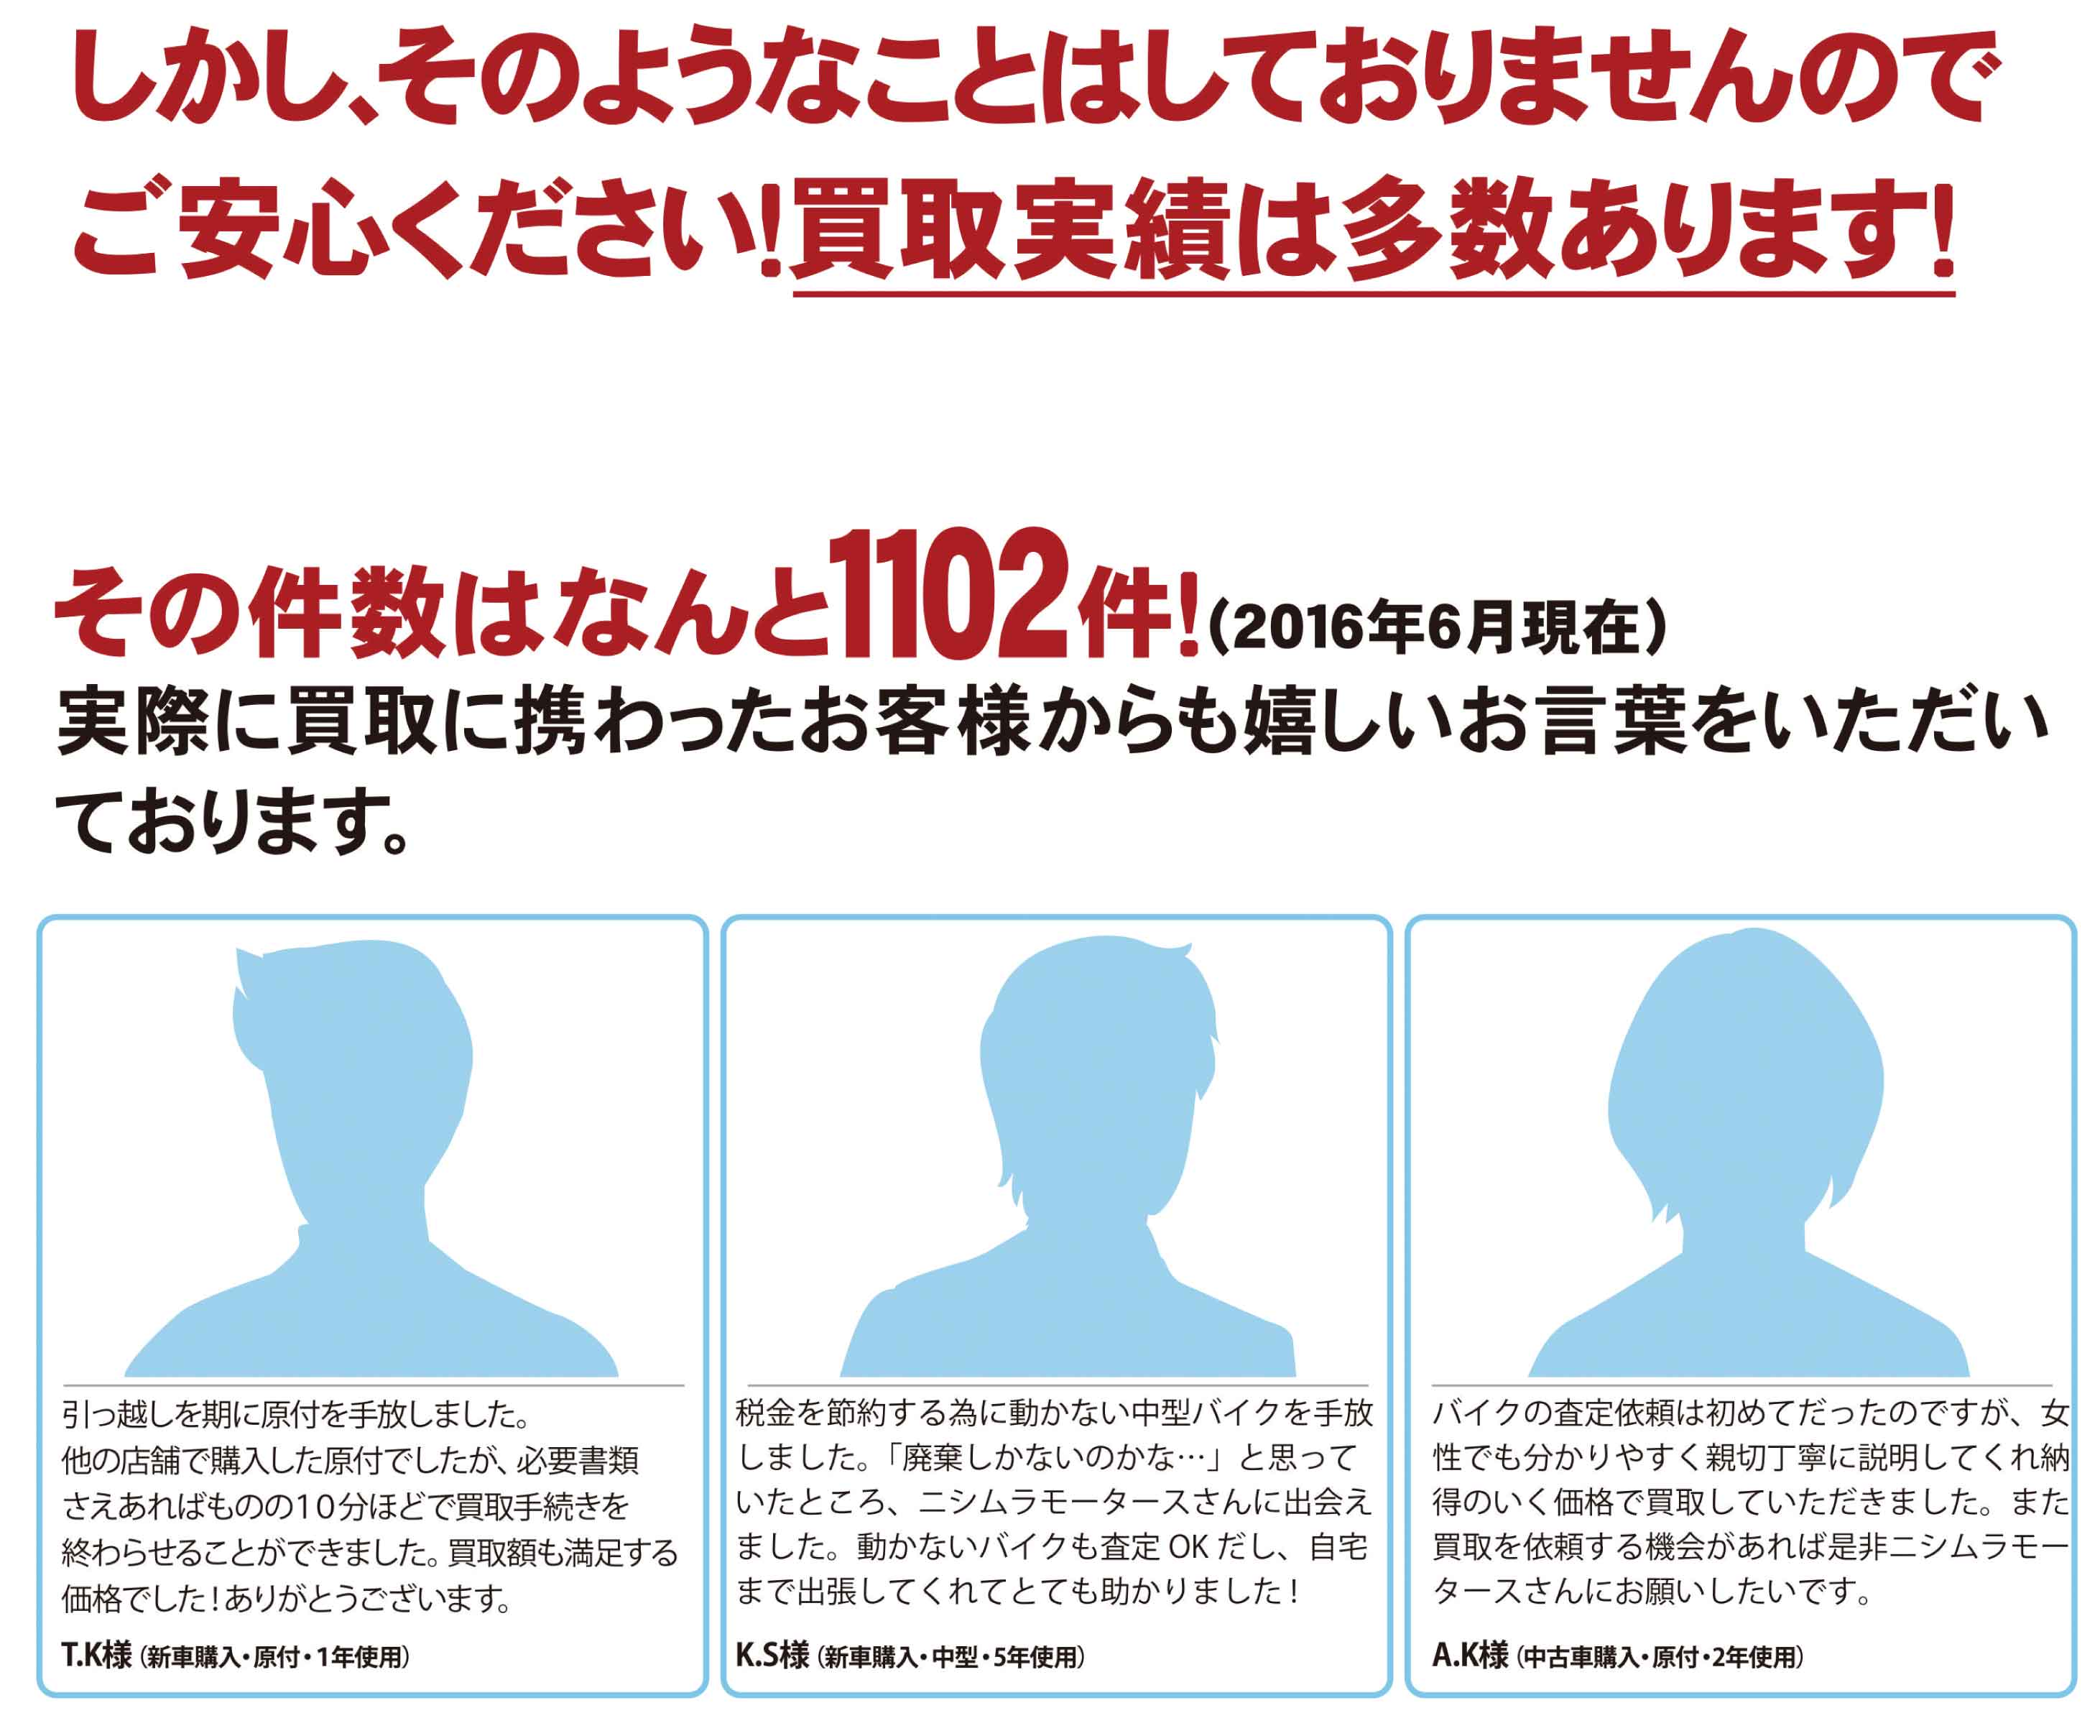 しかし、そのようなことはしておりませんので
ご安心ください!買取実績は多数あります!
その件数はなんと1102件!(2016年6月現在)
実際に買取に携わったお客様からも嬉しいお言葉をいただい
ております。
引っ越しを期に原付を手放しました。
他の店舗で購入した原付でしたが、必要書類
さえあればものの10分ほどで買取手続きを
終わらせることができました。買取額も満足する
価格でした!ありがとうございます。
T.K様(新車購入・原付・1年使用)
税金を節約する為に動かない中型バイクを手放
しました。「廃棄しかないのかな…」と思って
いたところ、ニシムラモータースさんに出会え
ました。動かないバイクも査定 OK だし、自宅
まで出張してくれてとても助かりました!
K.S様(新車購入・中型・5年使用)
バイクの査定依頼は初めてだったのですが、女
性でも分かりやすく親切丁寧に説明してくれ納
得のいく価格で買取していただきました。また
買取を依頼する機会があれば是非ニシムラモー
タースさんにお願いしたいです。
A.K様(中古車購入・原付・2年使用)